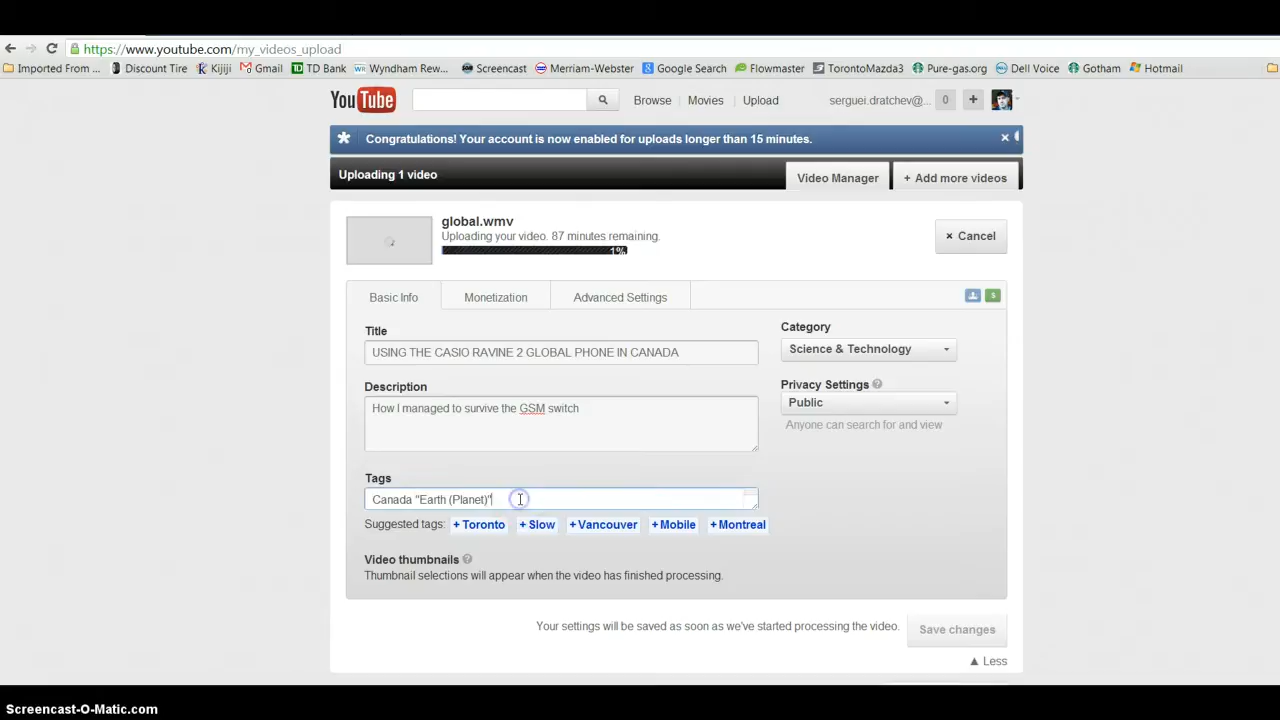 https://www.youtube.com/my_videos_upload
Imported From ... Discount Tire Kijiji Gmail TD Bank Wyndham Rew... Screencast Merriam-Webster Google Search Flowmaster TorontoMazda3 Pure-gas.org Dell Voice Gotham Hotmail
YouTube Browse Movies Upload serguei.dratchev@... 0 +
Congratulations! Your account is now enabled for uploads longer than 15 minutes.
Uploading 1 video Video Manager + Add more videos
global.wmv
Uploading your video. 87 minutes remaining.
1%
× Cancel
Basic Info Monetization Advanced Settings
Title
USING THE CASIO RAVINE 2 GLOBAL PHONE IN CANADA
Description
How I managed to survive the GSM switch
Tags
Canada "Earth (Planet)"
Suggested tags: + Toronto + Slow + Vancouver + Mobile + Montreal
Video thumbnails ?
Thumbnail selections will appear when the video has finished processing.
Category
Science & Technology
Privacy Settings ?
Public
Anyone can search for and view
Your settings will be saved as soon as we've started processing the video. Save changes
▲ Less
Screencast-O-Matic.com